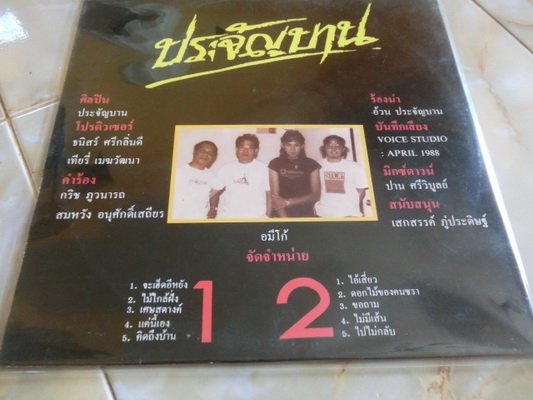 ประจัญบาน
ศิลปิน
ประจัญบาน
โปรดิวเซอร์
ธนิสร์ ศรีกลิ่นดี
เทียรี่ เมฆวัฒนา
คำร้อง
กริช ภูวนารถ
สมหวัง อนุศักดิ์เสถียร
ร้องนำ
อ้วน ประจัญบาน
บันทึกเสียง
VOICE STUDIO
: APRIL 1988
มิกซ์ดาวน์
ปาน ศรีวิบูลย์
สนับสนุน
เสกสรรค์ ภู่ประดิษฐ์
อมีโก้
จัดจำหน่าย
1
1. จะเฮ็ดอีหยัง
2. ไม่ใกล้ฝั่ง
3. เศษสตางค์
4. แค่นี้เอง
5. คิดถึงบ้าน
2
1. ไอ้เสี่ยว
2. ดอกไม้ของคนชรา
3. ขอถาม
4. ไม่มีเส้น
5. ไปไม่กลับ